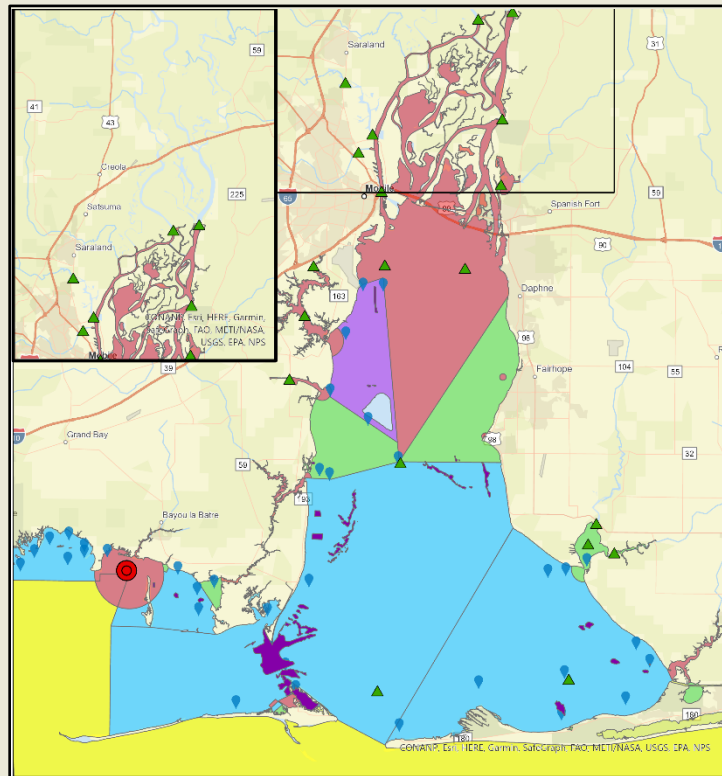 59
41
43
Creola
Satsuma
225
Saraland
CONANP, Esri, HERE, Garmin,
SafeGraph, FAO, METI/NASA,
USGS, EPA, NPS
Saraland
31
65
Mobile
90
59
Spanish Fort
90
163
Daphne
98
39
104
55
Fairhope
10
Grand Bay
98
59
32
193
Bayou la Batre
180
180
CONANP, Esri, HERE, Garmin, SafeGraph, FAO, METI/NASA, USGS, EPA, NPS